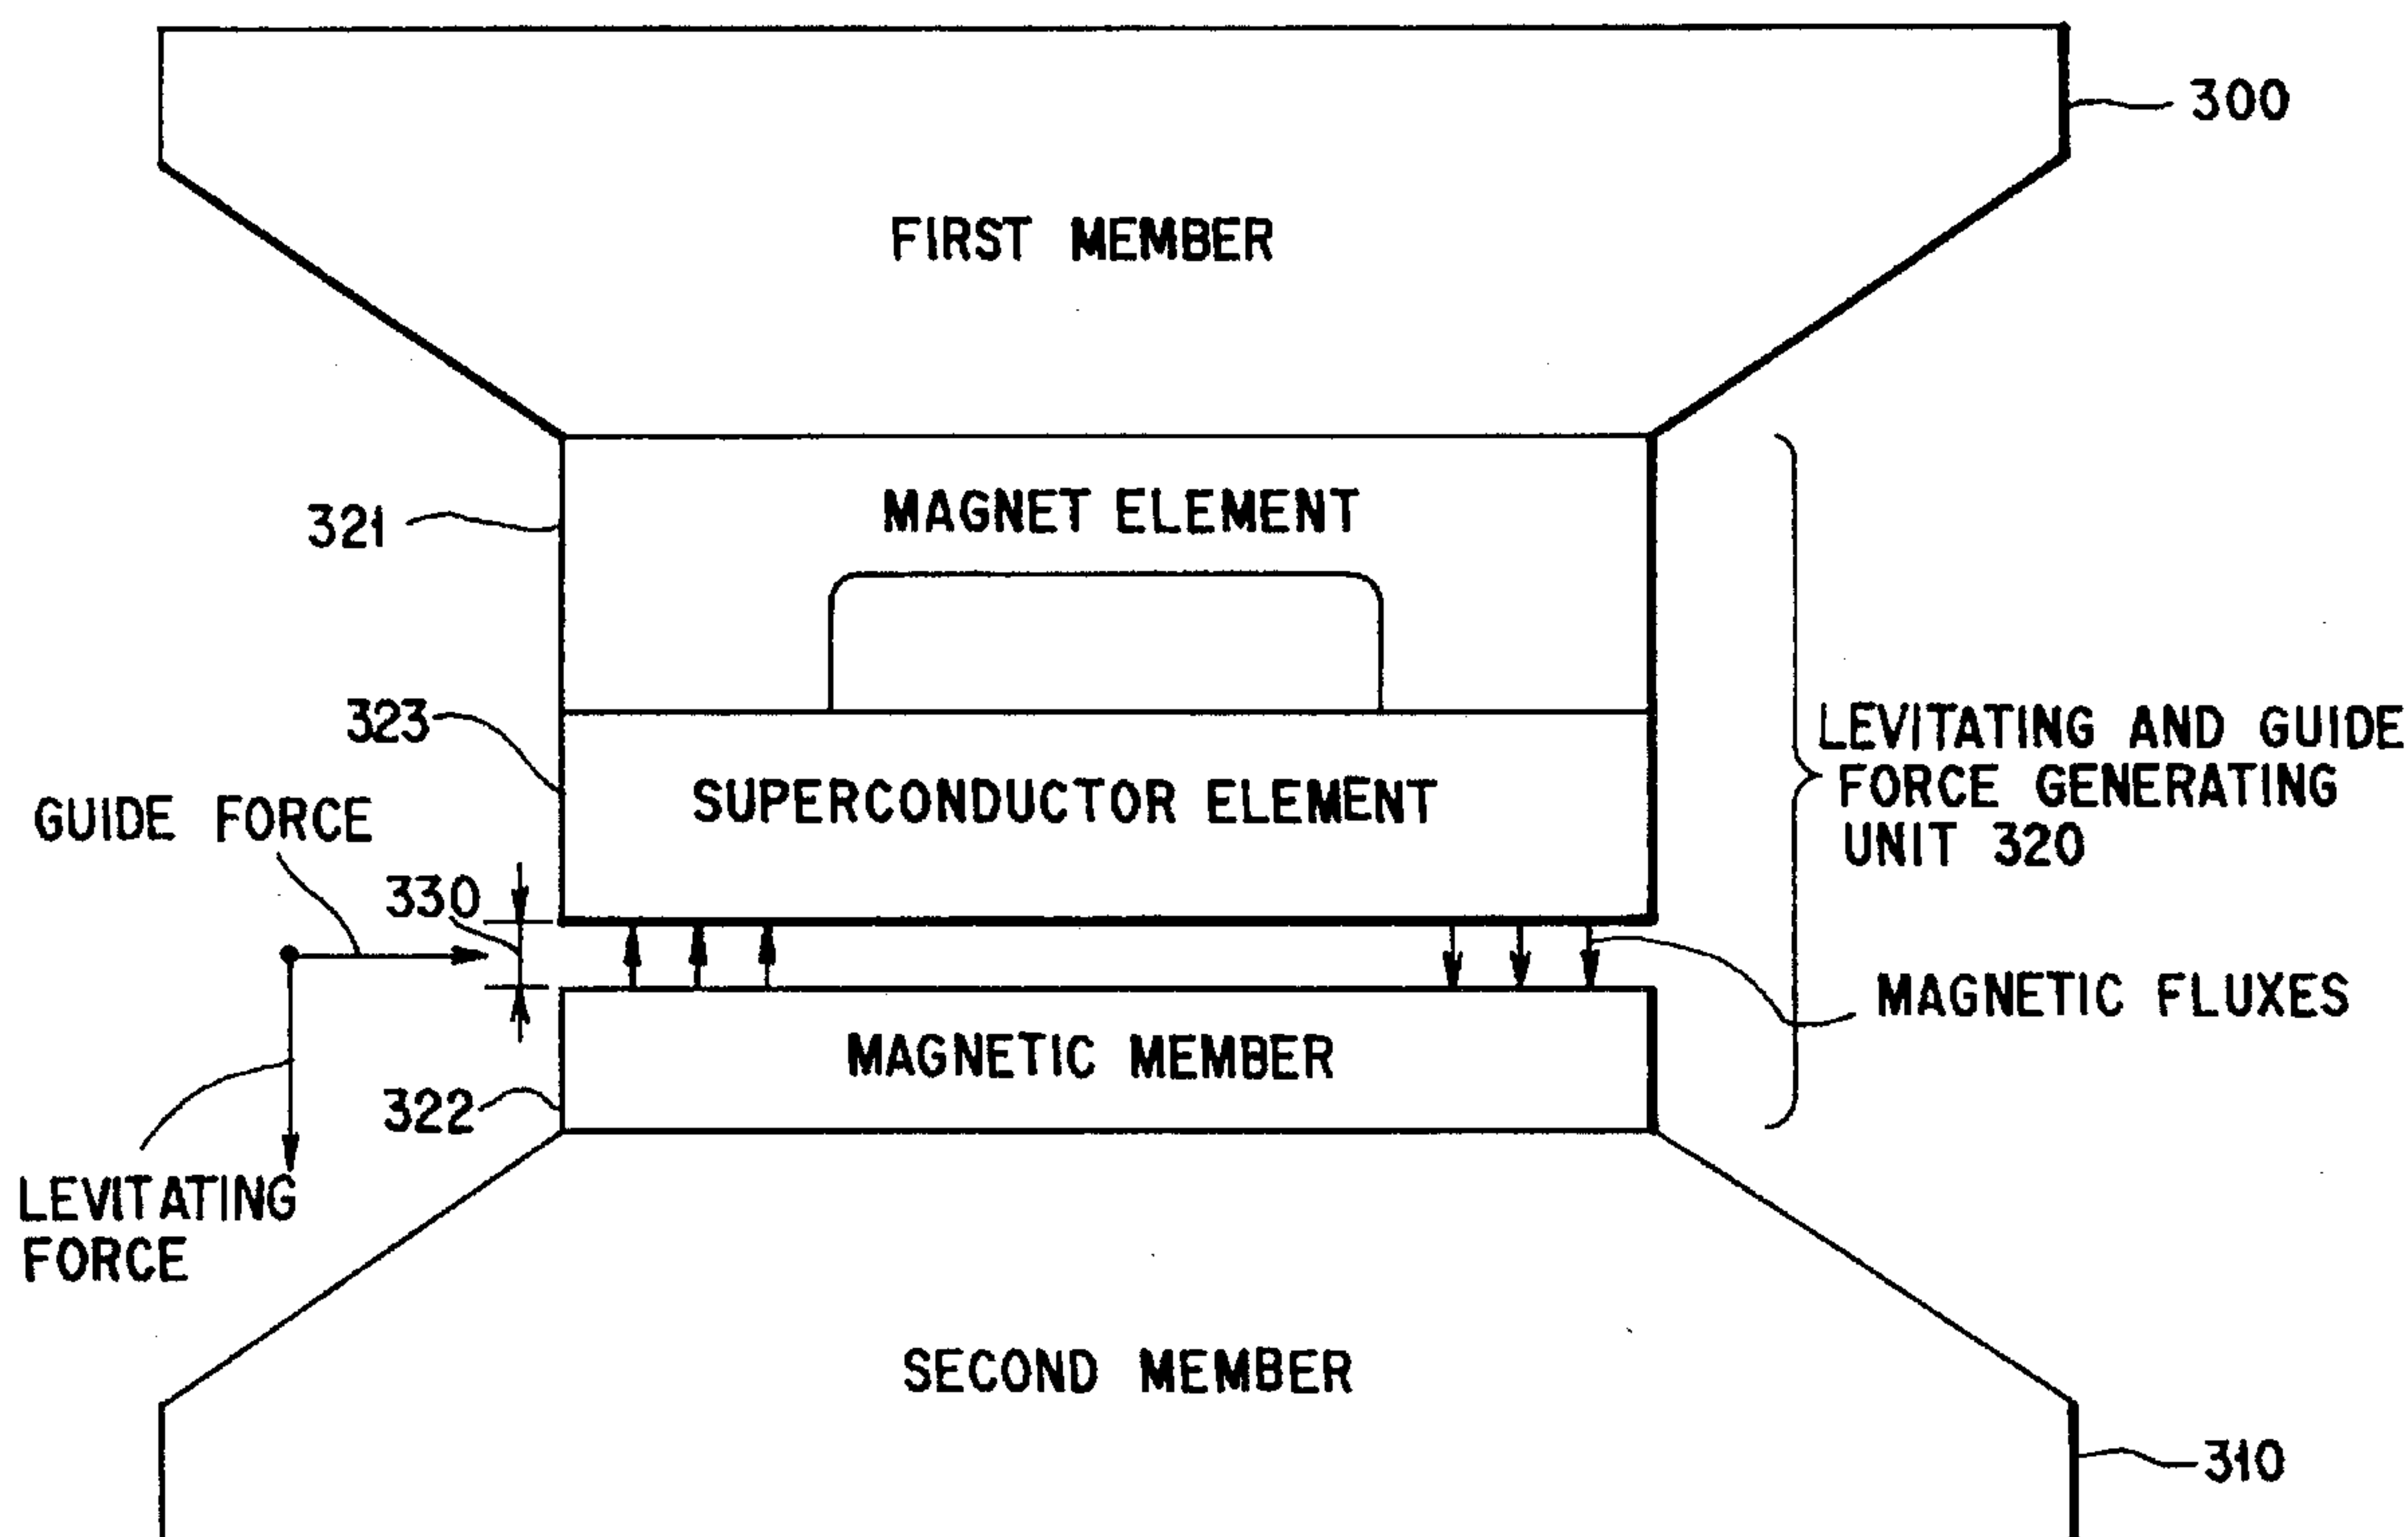 300
FIRST MEMBER
321
MAGNET ELEMENT
323
SUPERCONDUCTOR ELEMENT
LEVITATING AND GUIDE
FORCE GENERATING
UNIT 320
GUIDE FORCE
330
MAGNETIC FLUXES
MAGNETIC MEMBER
322
LEVITATING
FORCE
SECOND MEMBER
310